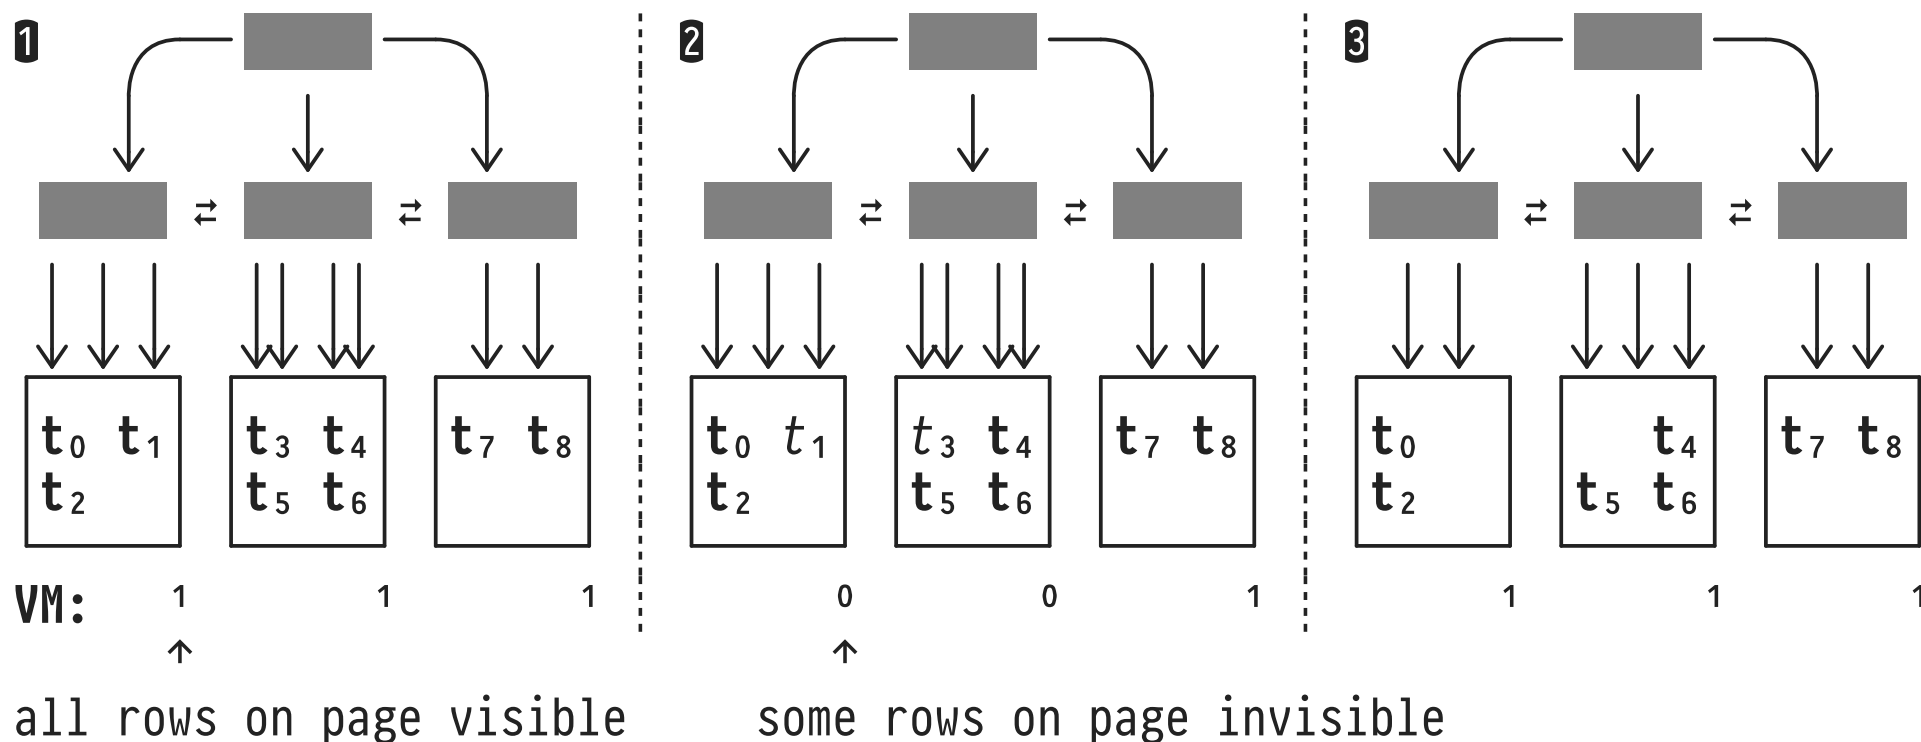 1 2 3
t0 t1 t3 t4 t7 t8 t0 t1 t3 t4 t7 t8 t0 t4 t7 t8
t2 t5 t6 t2 t5 t6 t2 t5 t6
VM: 1 1 1 0 0 1 1 1 1
all rows on page visible some rows on page invisible